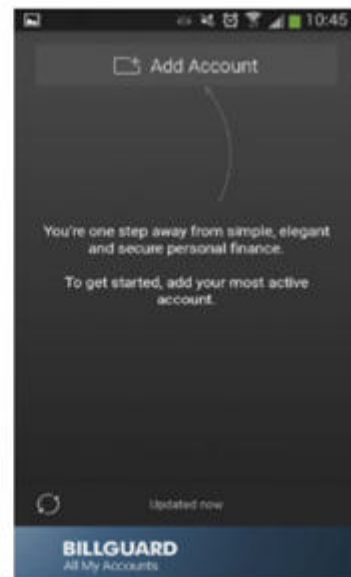 10:45
Add Account
You're one step away from simple, elegant
and secure personal finance.
To get started, add your most active
account.
Updated now
BILLGUARD
All My Accounts